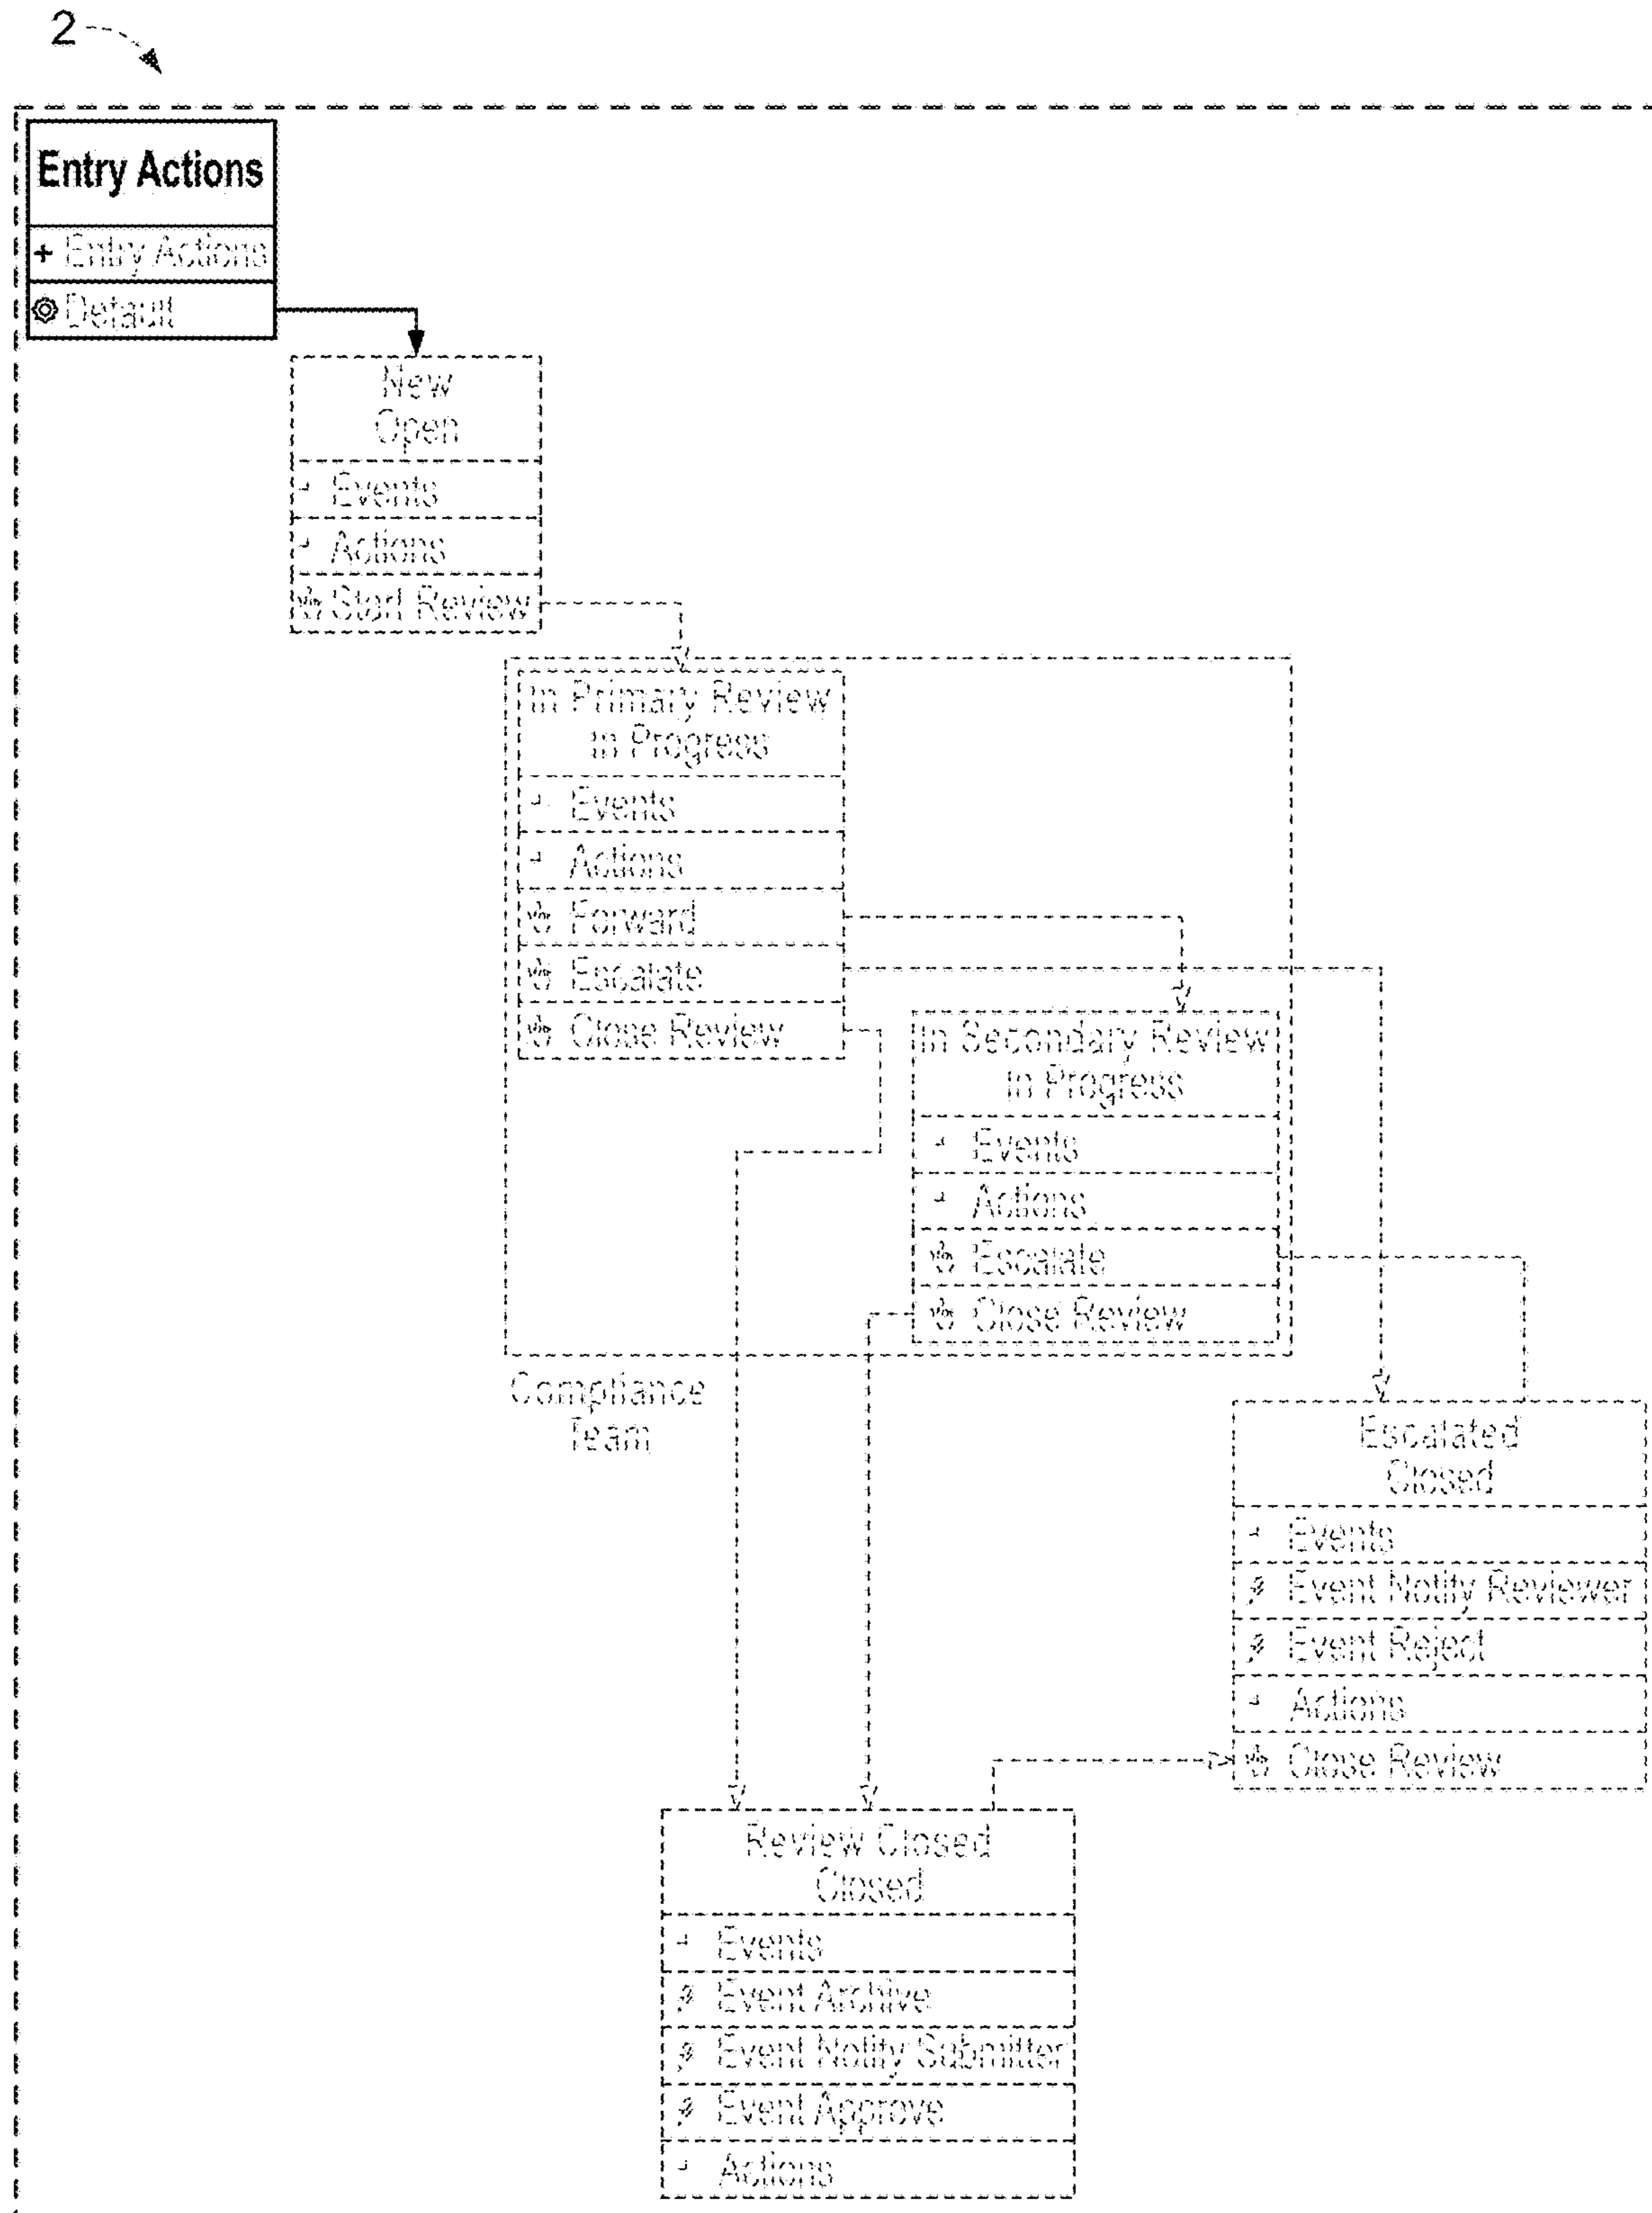 2
Entry Actions
+ Entry Actions
Default
New
Open
Events
Actions
Start Review
In Primary Review
In Progress
Events
Actions
Forward
Escalate
Close Review
In Secondary Review
In Progress
Events
Actions
Escalate
Close Review
Compliance
Team
Escalated
Closed
Events
Event Notify Reviewer
Event Reject
Actions
Close Review
Review Closed
Closed
Events
Event Archive
Event Notify Submitter
Event Approve
Actions